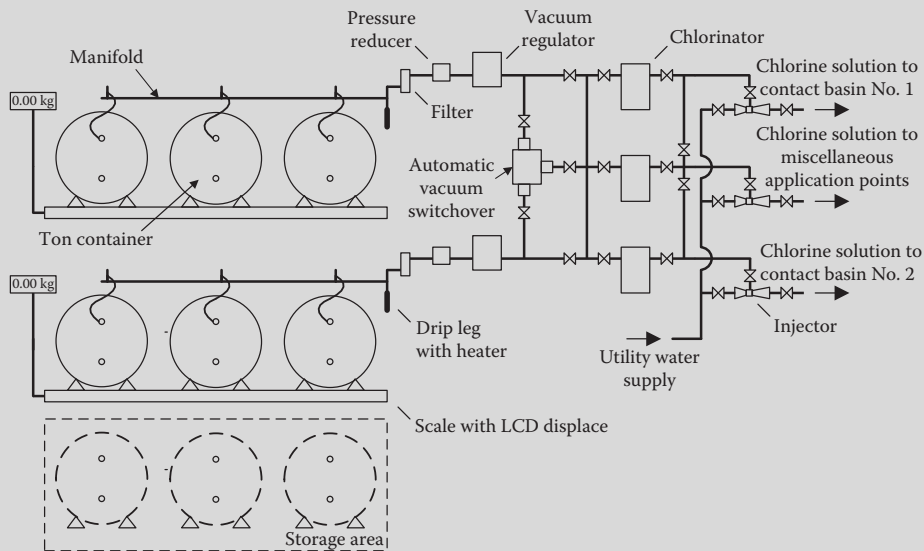 Pressure
reducer
Vacuum
regulator
Chlorinator
Manifold
Chlorine solution to
contact basin No. 1
0.00 kg
Filter
Chlorine solution to
miscellaneous
application points
Automatic
vacuum
switchover
Ton container
Chlorine solution to
contact basin No. 2
0.00 kg
Drip leg
with heater
Injector
Utility water
supply
Scale with LCD displace
Storage area